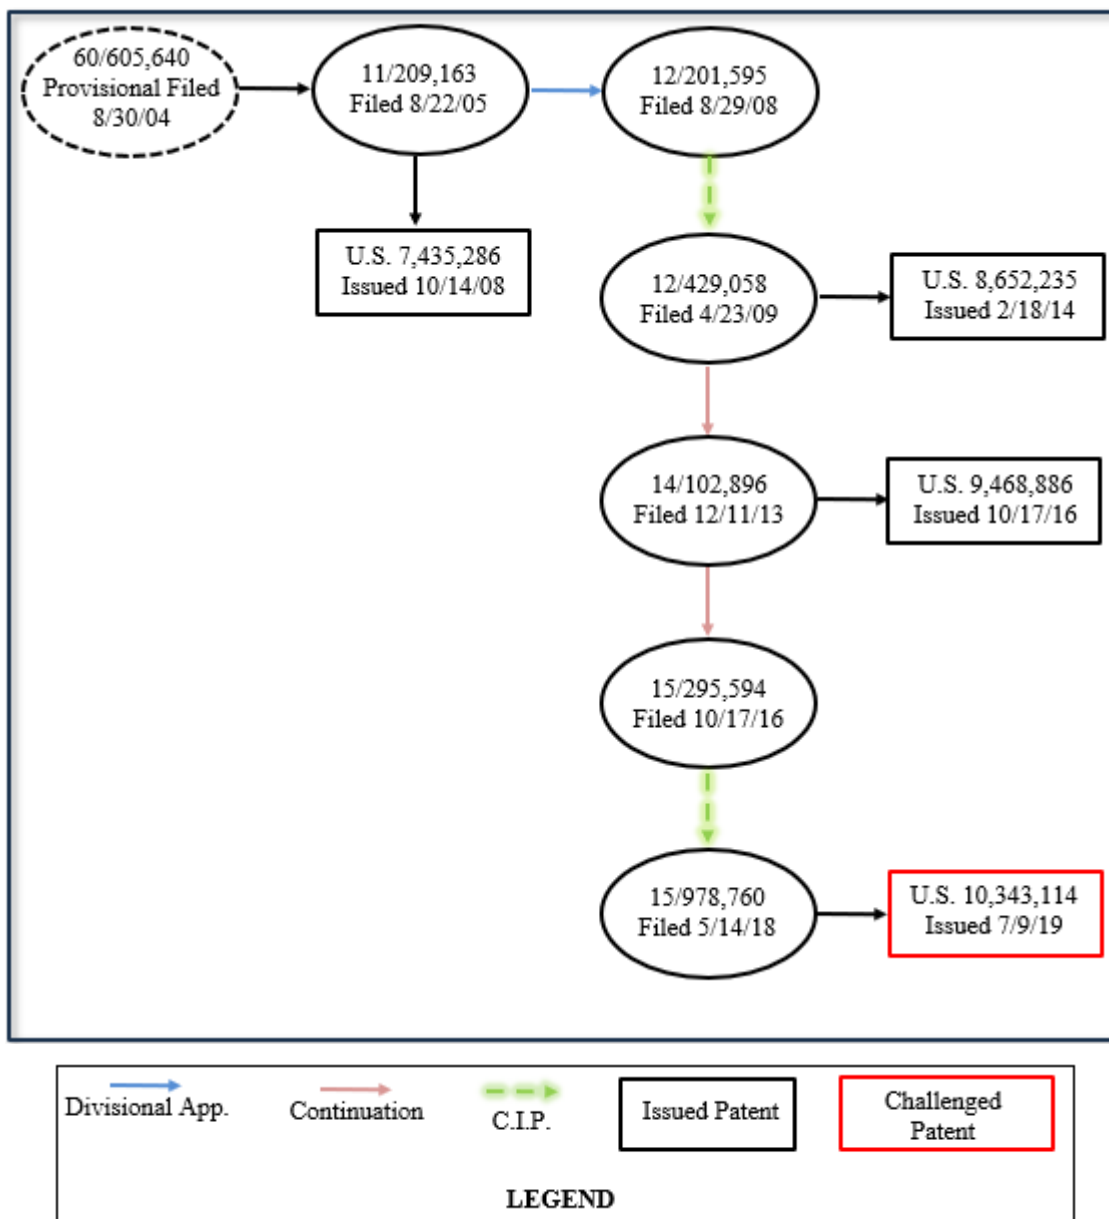 60/605,640
Provisional Filed
8/30/04
11/209,163
Filed 8/22/05
12/201,595
Filed 8/29/08
U.S. 7,435,286
Issued 10/14/08
12/429,058
Filed 4/23/09
U.S. 8,652,235
Issued 2/18/14
14/102,896
Filed 12/11/13
U.S. 9,468,886
Issued 10/17/16
15/295,594
Filed 10/17/16
15/978,760
Filed 5/14/18
U.S. 10,343,114
Issued 7/9/19
Divisional App.
Continuation
C.I.P.
Issued Patent
Challenged
Patent
LEGEND